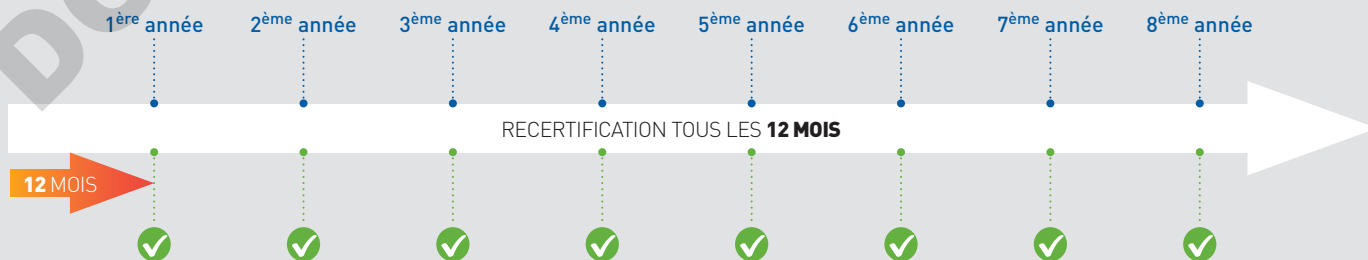 1ère année 2ème année 3ème année 4ème année 5ème année 6ème année 7ème année 8ème année
RECERTIFICATION TOUS LES 12 MOIS
12 MOIS